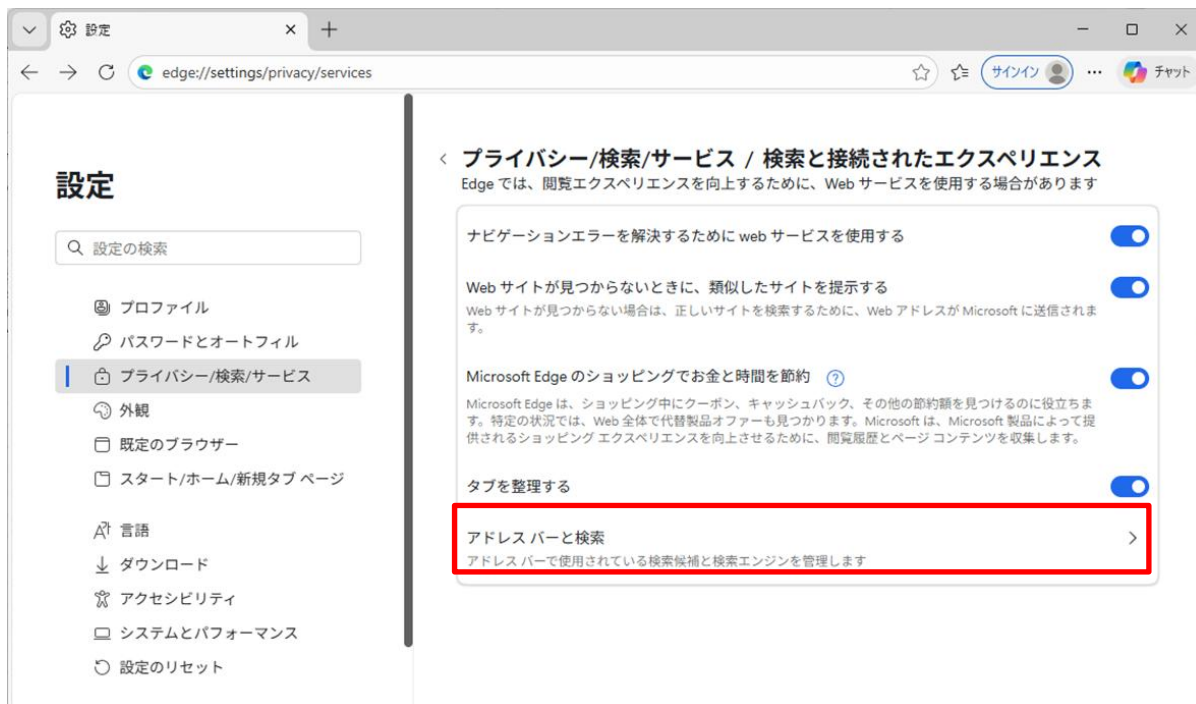 設定
edge://settings/privacy/services
サインイン
チャット
設定
設定の検索
プロファイル
パスワードとオートフィル
プライバシー/検索/サービス
外観
既定のブラウザー
スタート/ホーム/新規タブ ページ
言語
ダウンロード
アクセシビリティ
システムとパフォーマンス
設定のリセット
プライバシー/検索/サービス / 検索と接続されたエクスペリエンス
Edge では、閲覧エクスペリエンスを向上するために、Web サービスを使用する場合があります
ナビゲーションエラーを解決するために web サービスを使用する
Web サイトが見つからないときに、類似したサイトを提示する
Web サイトが見つからない場合は、正しいサイトを検索するために、Web アドレスが Microsoft に送信されま
す。
Microsoft Edge のショッピングでお金と時間を節約
Microsoft Edge は、ショッピング中にクーポン、キャッシュバック、その他の節約額を見つけるのに役立ちま
す。特定の状況では、Web 全体で代替製品オファーも見つかります。Microsoft は、Microsoft 製品によって提
供されるショッピング エクスペリエンスを向上させるために、閲覧履歴とページ コンテンツを収集します。
タブを整理する
アドレス バーと検索
アドレス バーで使用されている検索候補と検索エンジンを管理します